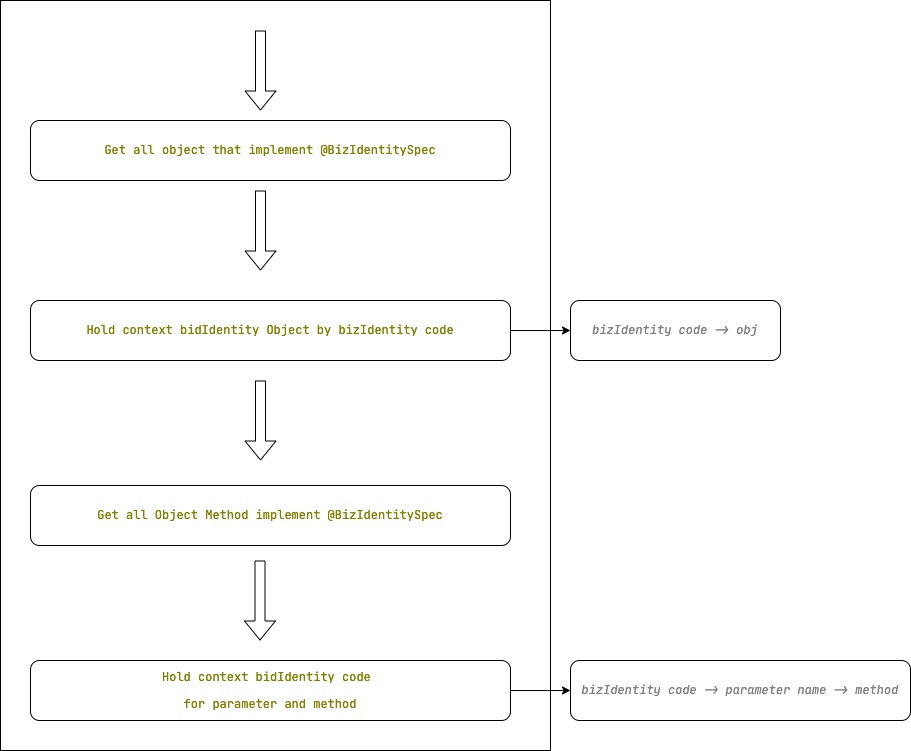 Get all object that implement @BizIdentitySpec
Hold context bidIdentity Object by bizIdentity code
bizIdentity code -> obj
Get all Object Method implement @BizIdentitySpec
Hold context bidIdentity code
for parameter and method
bizIdentity code -> parameter name -> method